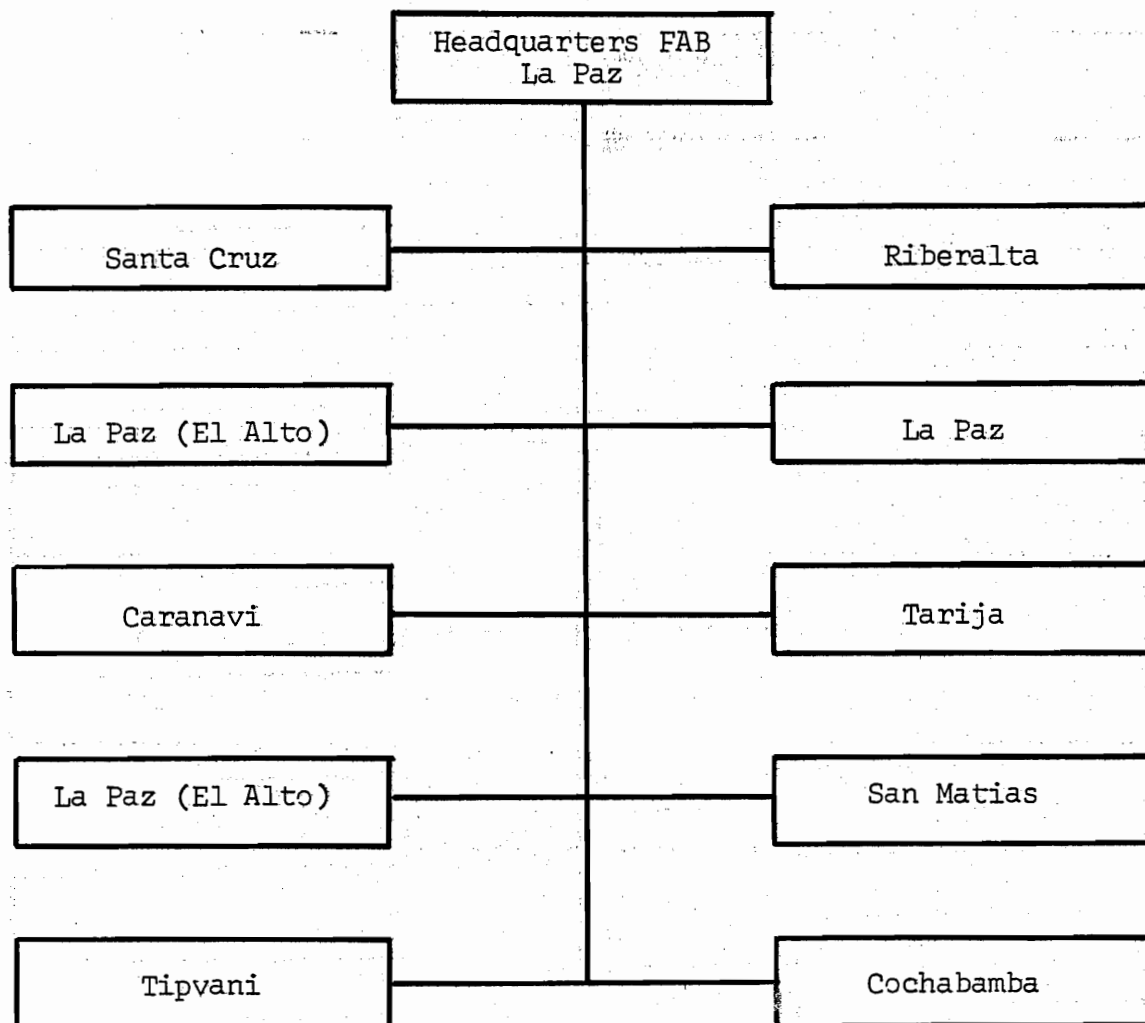 Headquarters FAB
La Paz
Santa Cruz
Riberalta
La Paz (El Alto)
La Paz
Caranavi
Tarija
La Paz (El Alto)
San Matias
Tipvani
Cochabamba